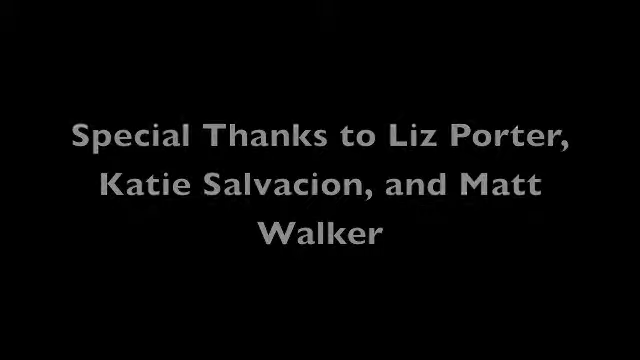 Special Thanks to Liz Porter,
Katie Salvacion, and Matt
Walker